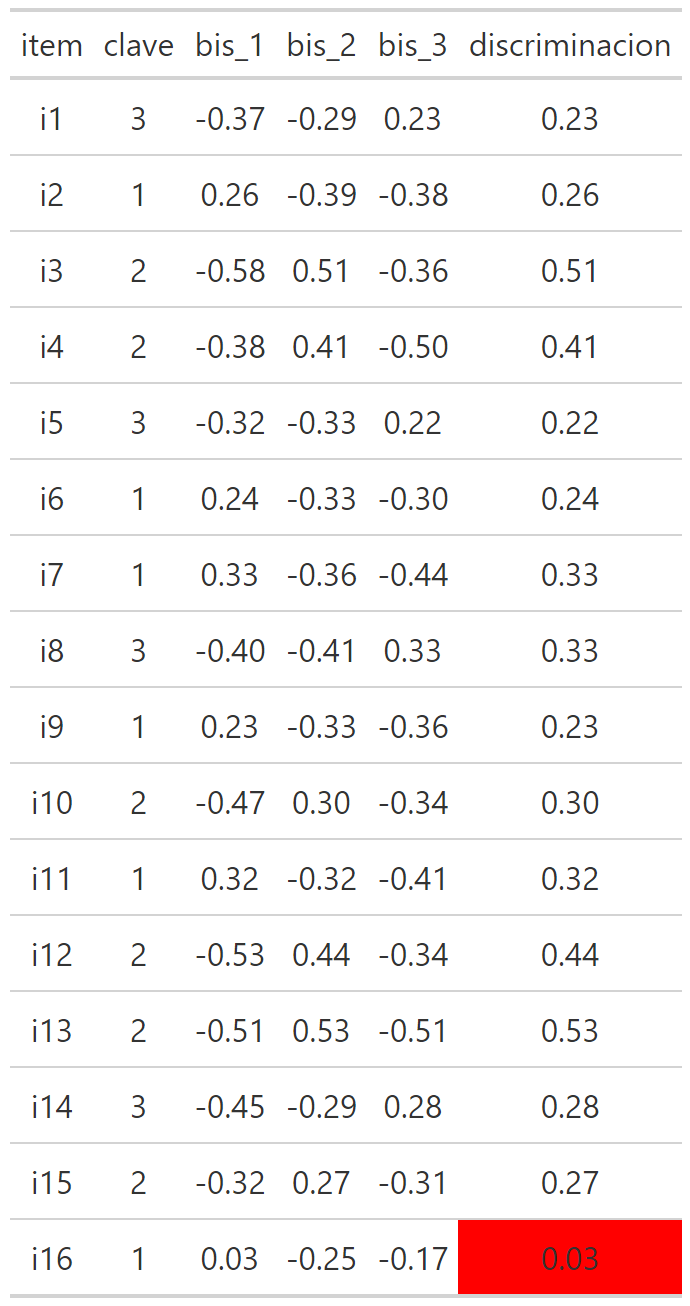 item clave bis_1 bis_2 bis_3 discriminacion
i1 3 -0.37 -0.29 0.23 0.23
i2 1 0.26 -0.39 -0.38 0.26
i3 2 -0.58 0.51 -0.36 0.51
i4 2 -0.38 0.41 -0.50 0.41
i5 3 -0.32 -0.33 0.22 0.22
i6 1 0.24 -0.33 -0.30 0.24
i7 1 0.33 -0.36 -0.44 0.33
i8 3 -0.40 -0.41 0.33 0.33
i9 1 0.23 -0.33 -0.36 0.23
i10 2 -0.47 0.30 -0.34 0.30
i11 1 0.32 -0.32 -0.41 0.32
i12 2 -0.53 0.44 -0.34 0.44
i13 2 -0.51 0.53 -0.51 0.53
i14 3 -0.45 -0.29 0.28 0.28
i15 2 -0.32 0.27 -0.31 0.27
i16 1 0.03 -0.25 -0.17 0.03